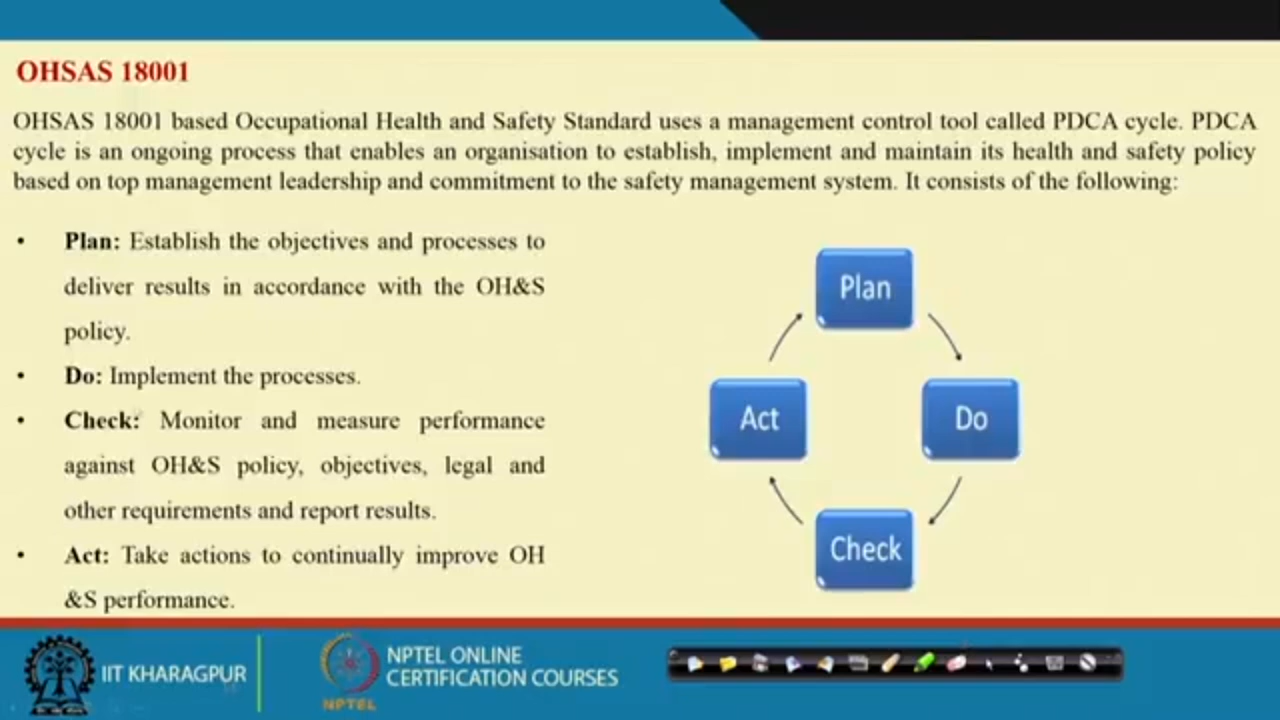 OHSAS 18001
OHSAS 18001 based Occupational Health and Safety Standard uses a management control tool called PDCA cycle. PDCA
cycle is an ongoing process that enables an organisation to establish, implement and maintain its health and safety policy
based on top management leadership and commitment to the safety management system. It consists of the following:
• Plan: Establish the objectives and processes to
deliver results in accordance with the OH&S
policy.
• Do: Implement the processes.
• Check: Monitor and measure performance
against OH&S policy, objectives, legal and
other requirements and report results.
• Act: Take actions to continually improve OH
&S performance.
Plan
Act
Do
Check
IIT KHARAGPUR
NPTEL
NPTEL ONLINE
CERTIFICATION COURSES